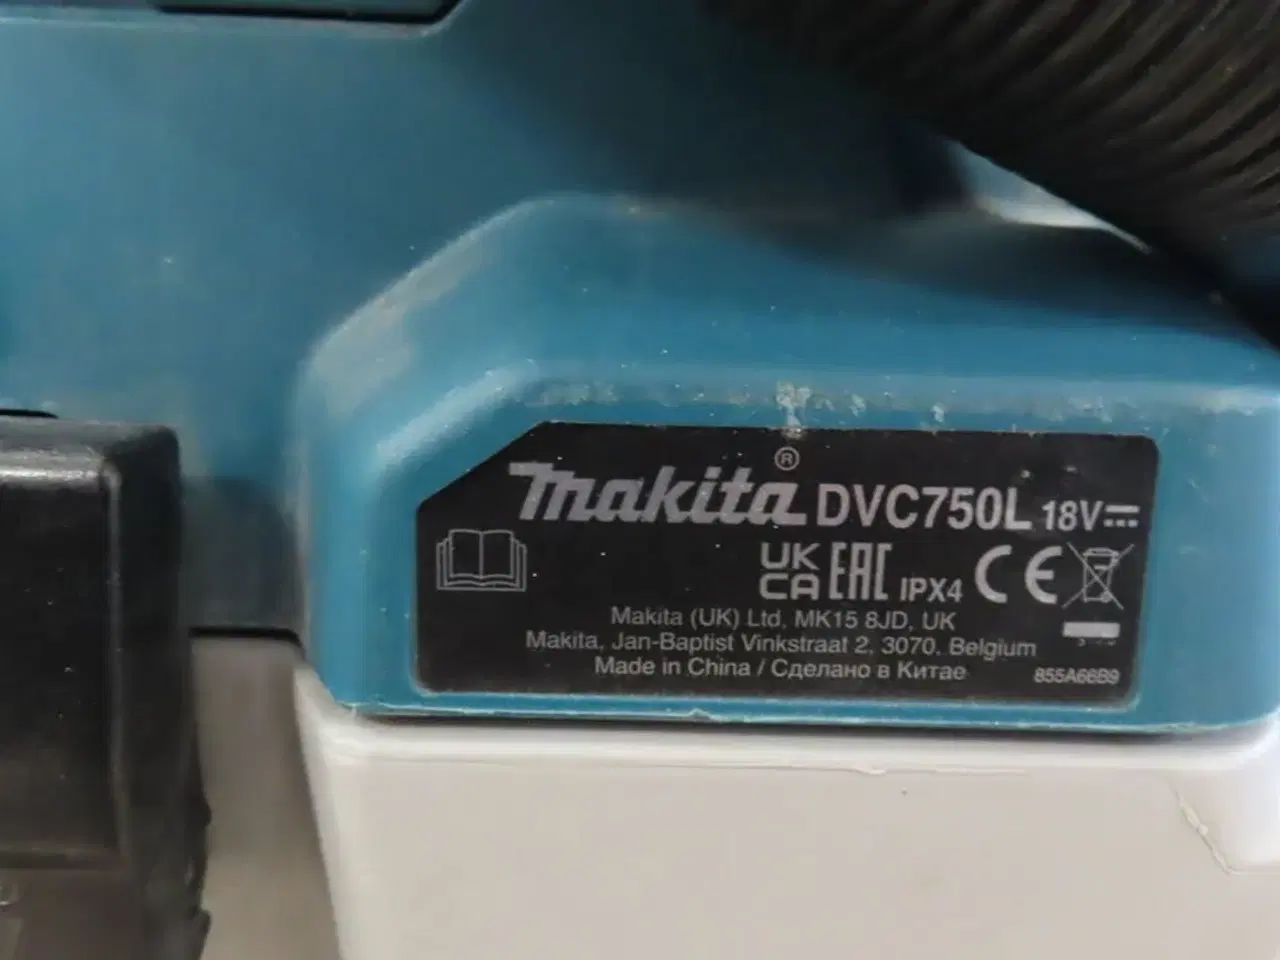 makita® DVC750L 18V
UK CA EAC IPX4 CE
Makita (UK) Ltd, MK15 8JD, UK
Makita, Jan-Baptist Vinkstraat 2, 3070, Belgium
Made in China / Сделано в Китае 855A66B9